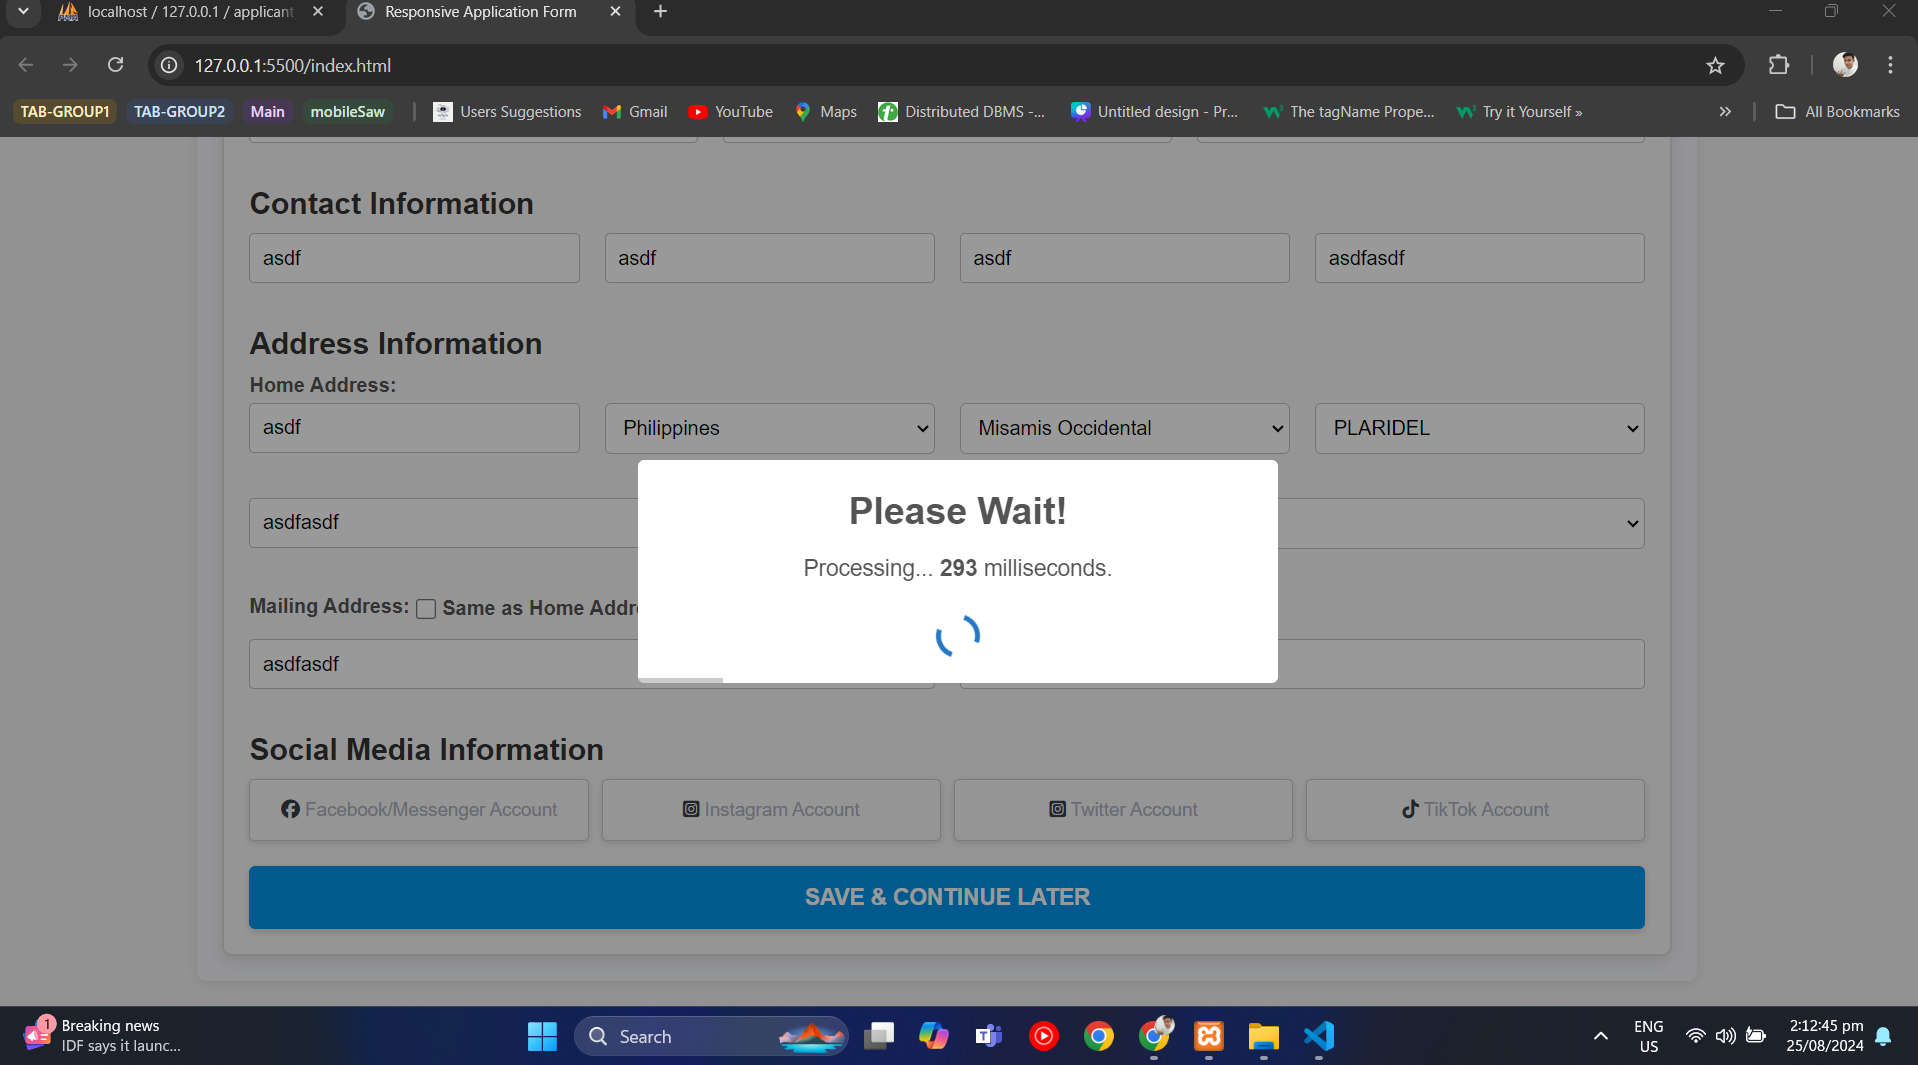 localhost / 127.0.0.1 / applicant
Responsive Application Form
127.0.0.1:5500/index.html
TAB-GROUP1 TAB-GROUP2 Main mobileSaw Users Suggestions Gmail YouTube Maps Distributed DBMS -... Untitled design - Pr... The tagName Prope... Try it Yourself » » All Bookmarks
Contact Information
asdf asdf asdf asdfasdf
Address Information
Home Address:
asdf Philippines Misamis Occidental PLARIDEL
asdfasdf
Please Wait!
Processing... 293 milliseconds.
Mailing Address: Same as Home Addr
asdfasdf
Social Media Information
Facebook/Messenger Account Instagram Account Twitter Account TikTok Account
SAVE & CONTINUE LATER
1
Breaking news
IDF says it launc...
Search
ENG
US
2:12:45 pm
25/08/2024